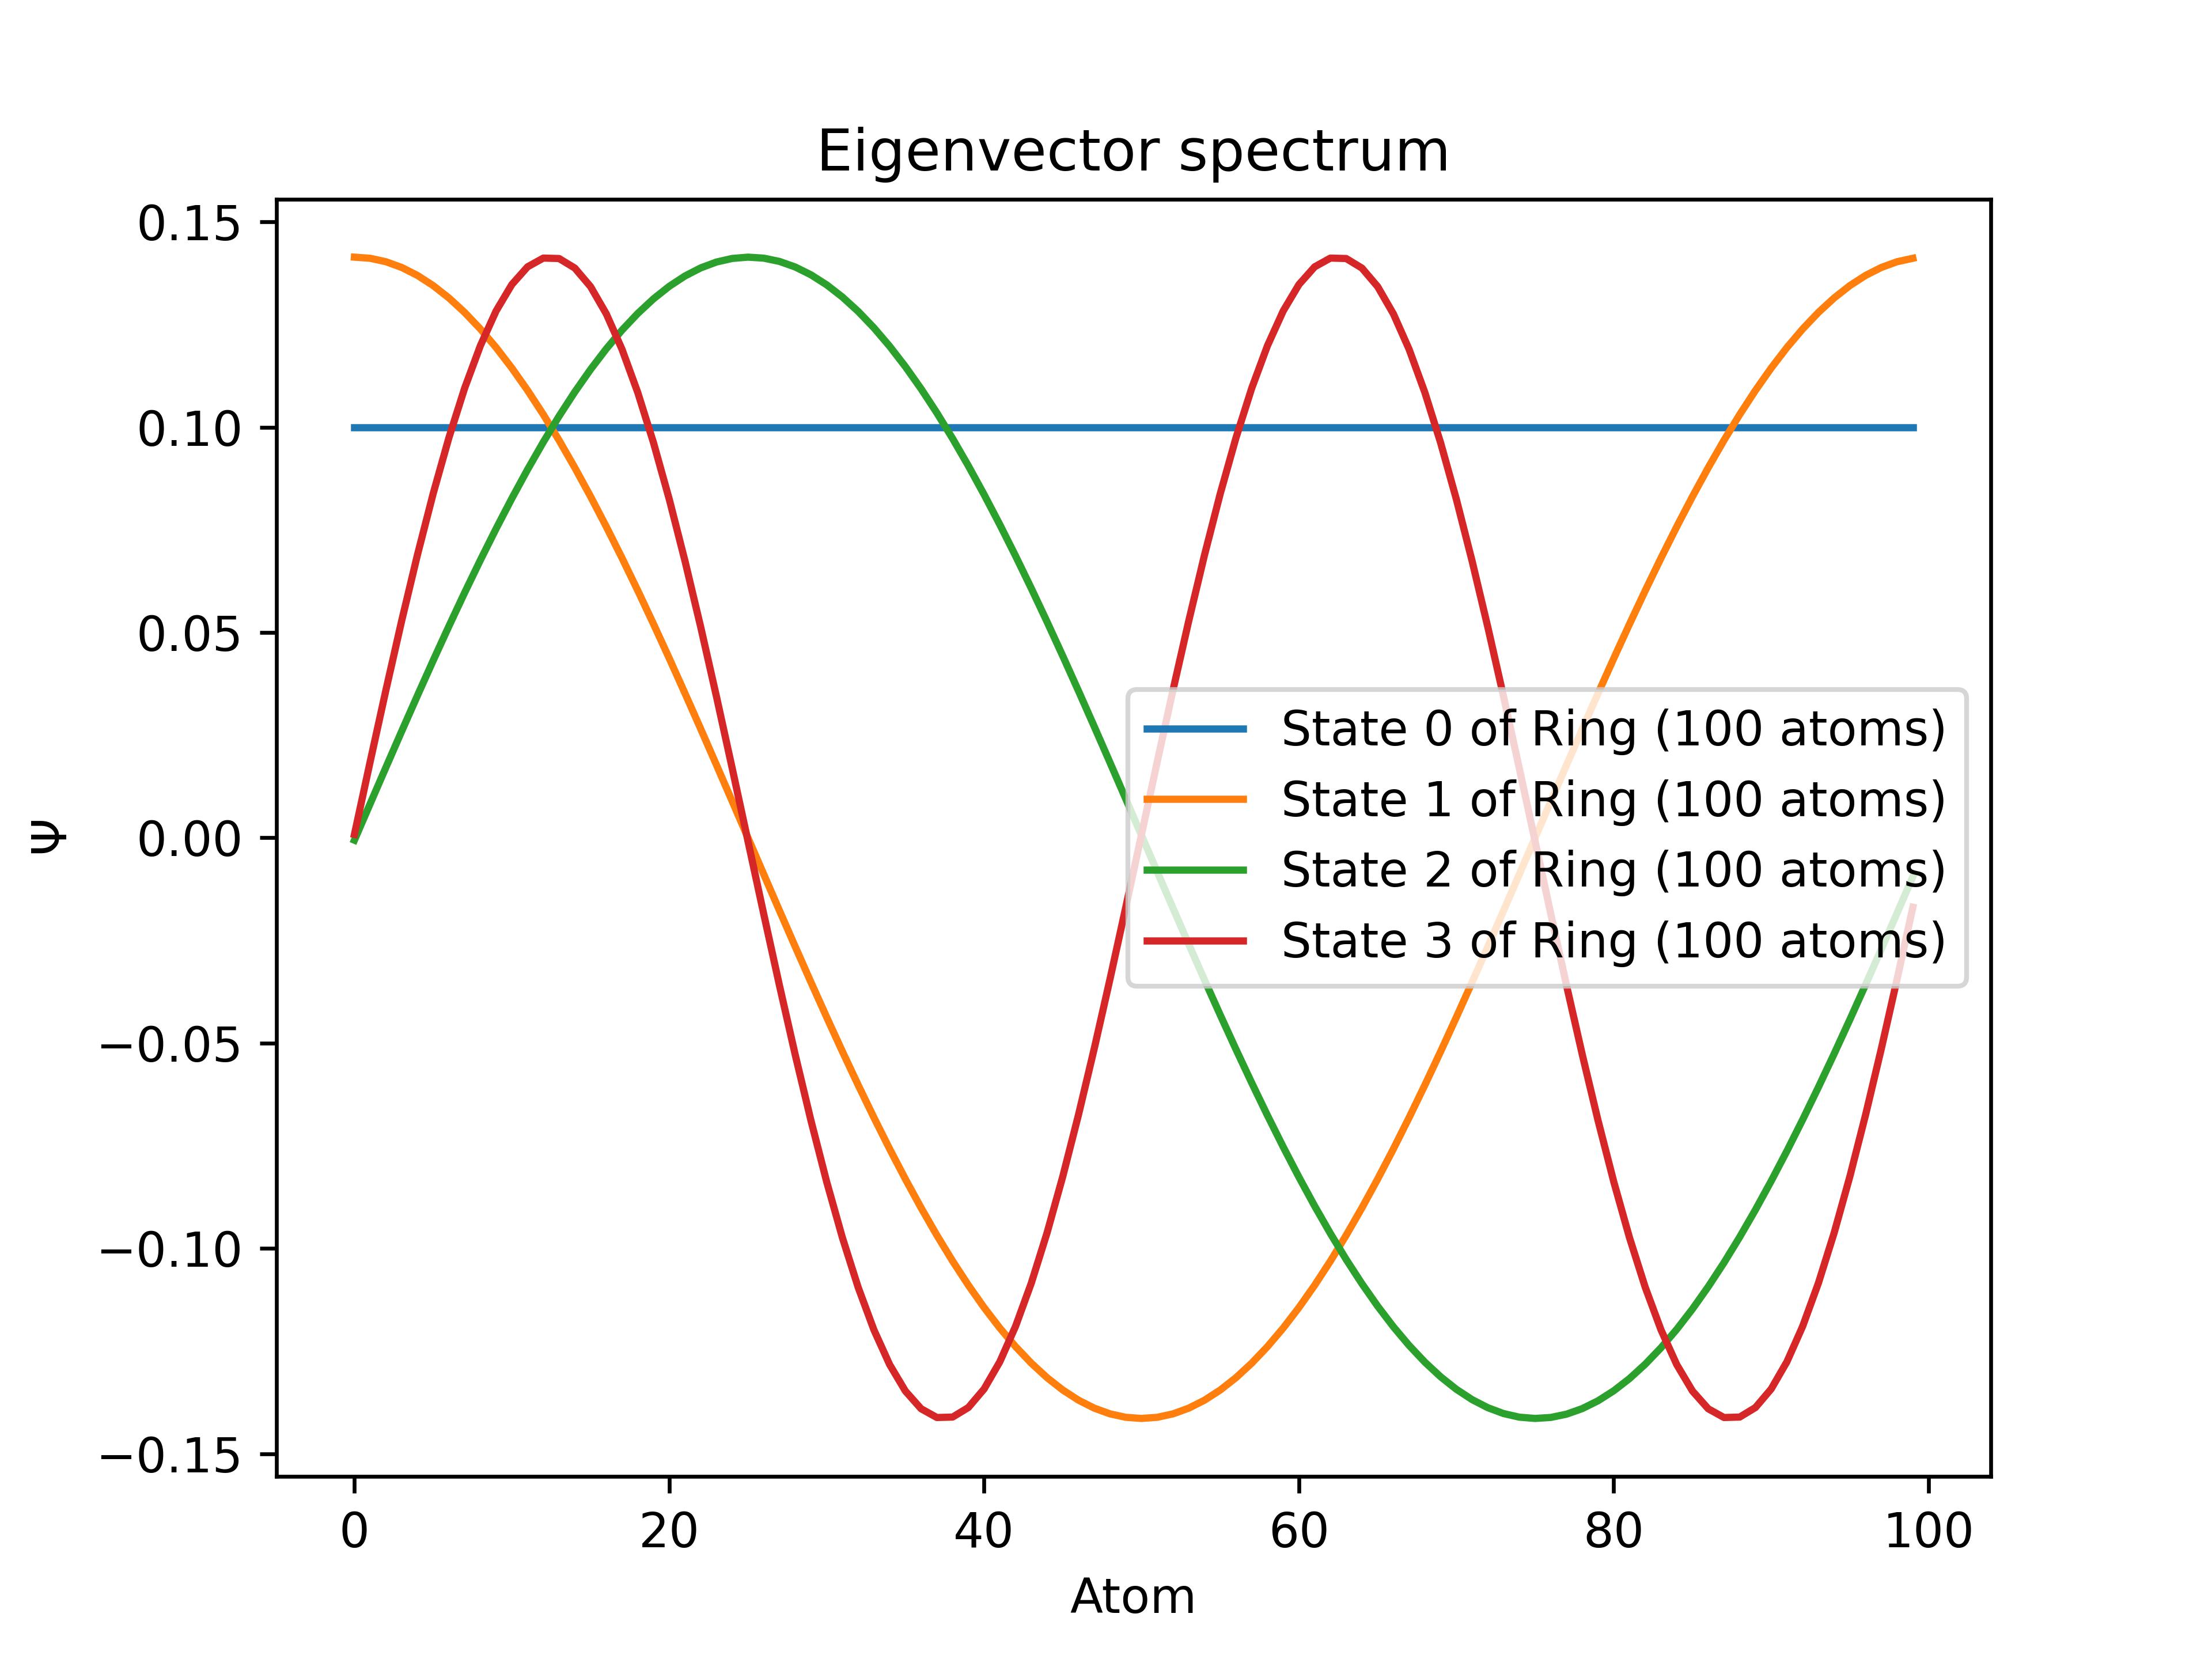 Eigenvector spectrum
0.15
0.10
0.05
0.00
−0.05
−0.10
−0.15
Ψ
State 0 of Ring (100 atoms)
State 1 of Ring (100 atoms)
State 2 of Ring (100 atoms)
State 3 of Ring (100 atoms)
0 20 40 60 80 100
Atom